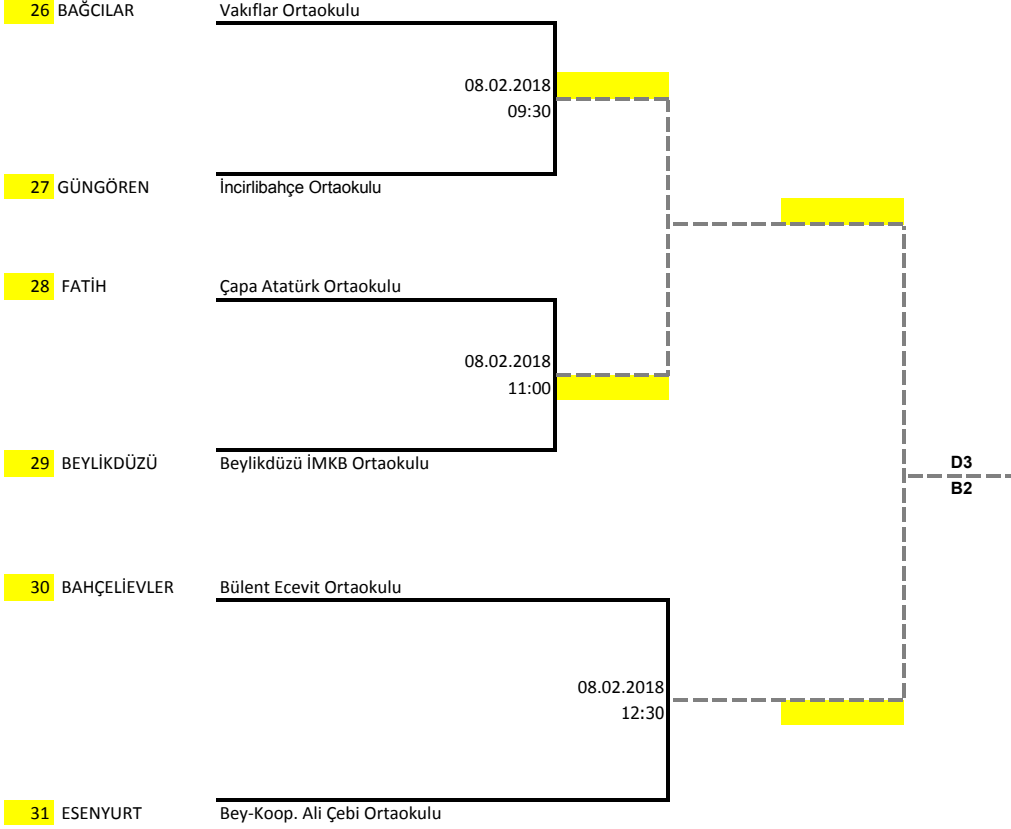 26 BAĞCILAR Vakıflar Ortaokulu
08.02.2018
09:30
27 GÜNGÖREN İncirlibahçe Ortaokulu
28 FATİH Çapa Atatürk Ortaokulu
08.02.2018
11:00
29 BEYLİKDÜZÜ Beylikdüzü İMKB Ortaokulu
D3
B2
30 BAHÇELİEVLER Bülent Ecevit Ortaokulu
08.02.2018
12:30
31 ESENYURT Bey-Koop. Ali Çebi Ortaokulu